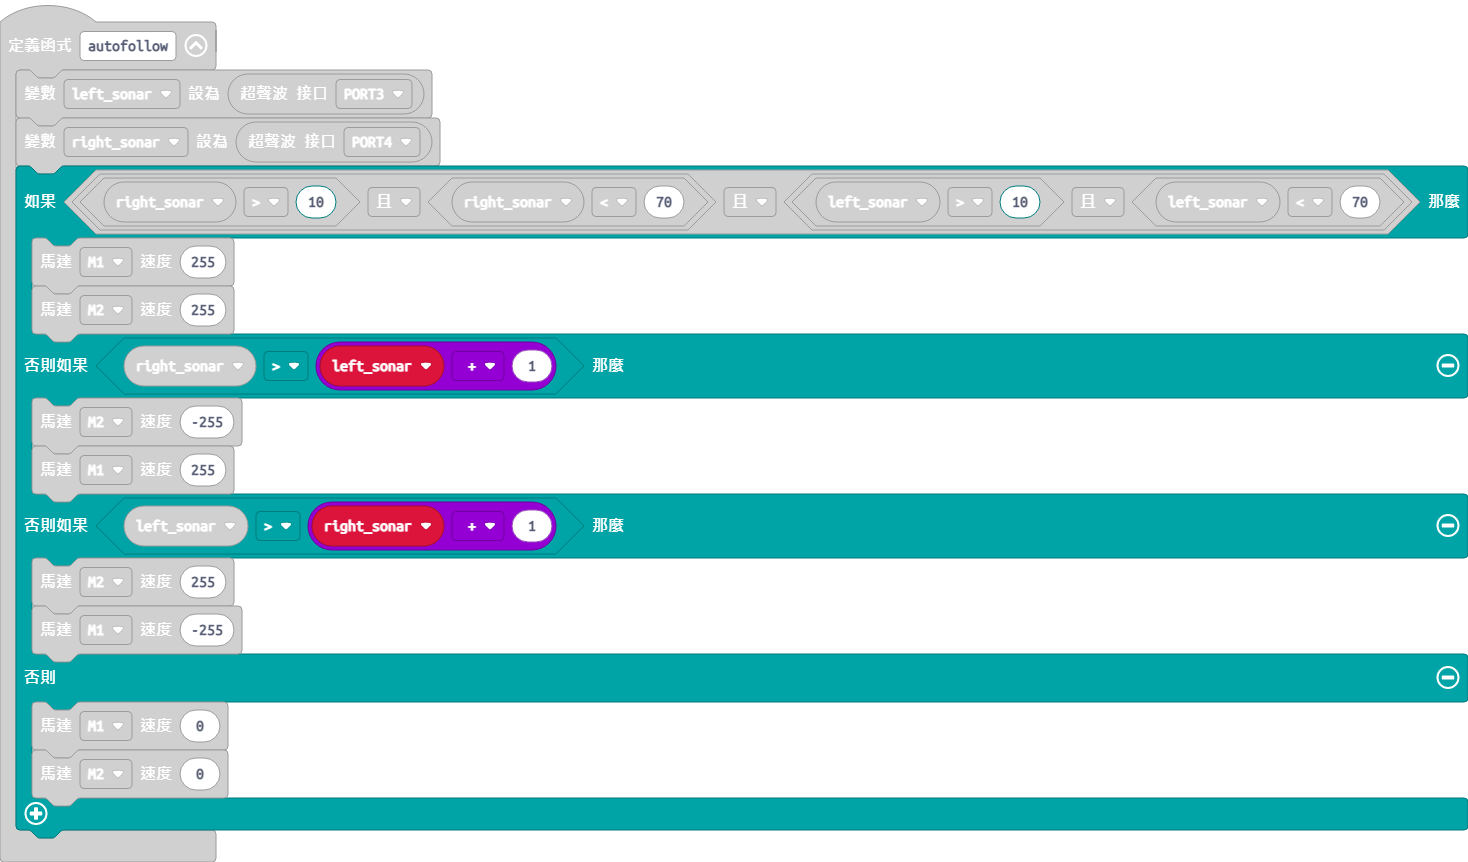 定義函式 autofollow
變數 left_sonar 設為 超聲波 接口 PORT3
變數 right_sonar 設為 超聲波 接口 PORT4
如果 right_sonar > 10 且 right_sonar < 70 且 left_sonar > 10 且 left_sonar < 70 那麼
馬達 M1 速度 255
馬達 M2 速度 255
否則如果 right_sonar > left_sonar + 1 那麼
馬達 M2 速度 -255
馬達 M1 速度 255
否則如果 left_sonar > right_sonar + 1 那麼
馬達 M2 速度 255
馬達 M1 速度 -255
否則
馬達 M1 速度 0
馬達 M2 速度 0